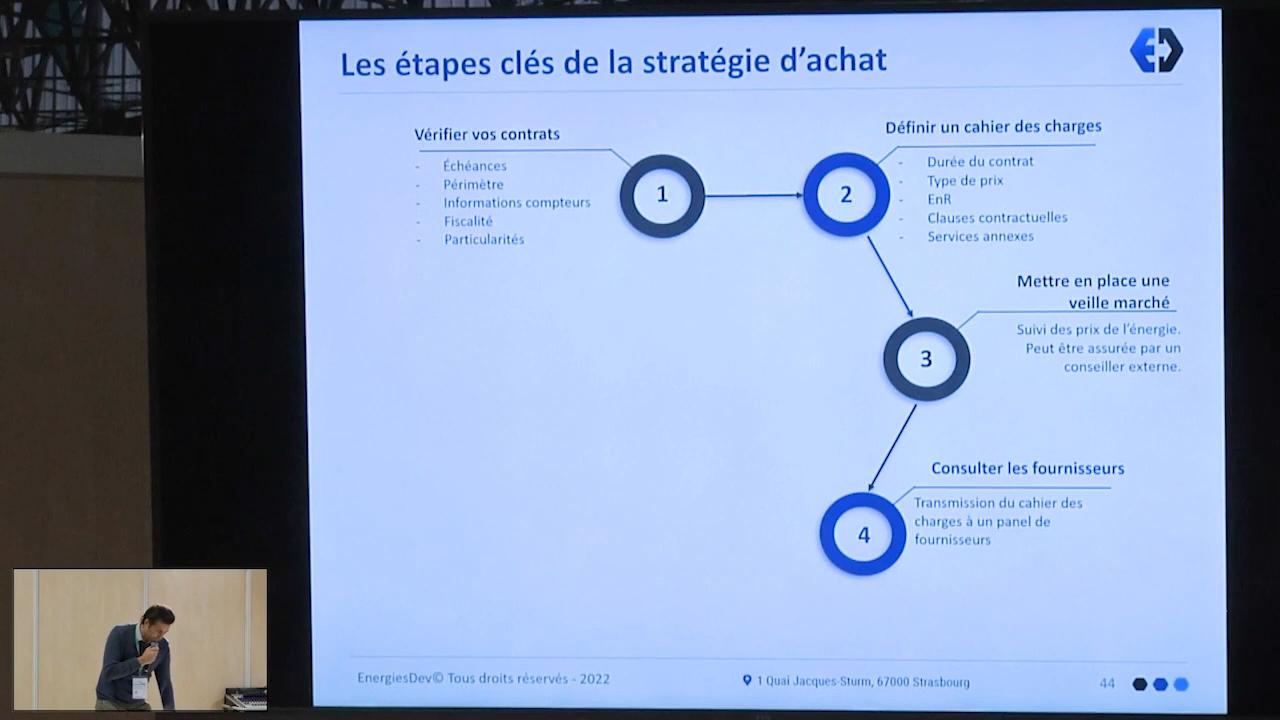 Les étapes clés de la stratégie d'achat
Vérifier vos contrats
- Échéances
- Périmètre
- Informations compteurs
- Fiscalité
- Particularités
1
2
Définir un cahier des charges
- Durée du contrat
- Type de prix
- EnR
- Clauses contractuelles
- Services annexes
Mettre en place une
veille marché
Suivi des prix de l'énergie.
Peut être assurée par un
conseiller externe.
3
Consulter les fournisseurs
Transmission du cahier des
charges à un panel de
fournisseurs
4
EnergiesDev© Tous droits réservés - 2022
1 Quai Jacques-Sturm, 67000 Strasbourg
44